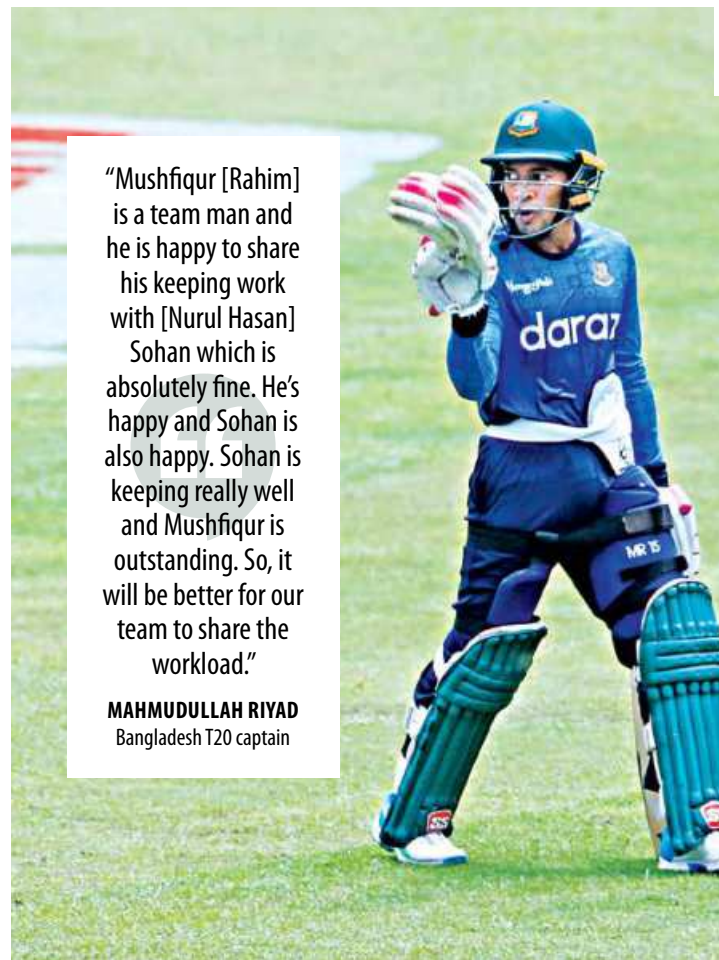 “Mushfiqur [Rahim]
is a team man and
he is happy to share
his keeping work
with [Nurul Hasan]
Sohan which is
absolutely fine. He’s
happy and Sohan is
also happy. Sohan is
keeping really well
and Mushfiqur is
outstanding. So, it
will be better for our
team to share the
workload.”
MAHMUDULLAH RIYAD
Bangladesh T20 captain
daraz
MR 15
SS